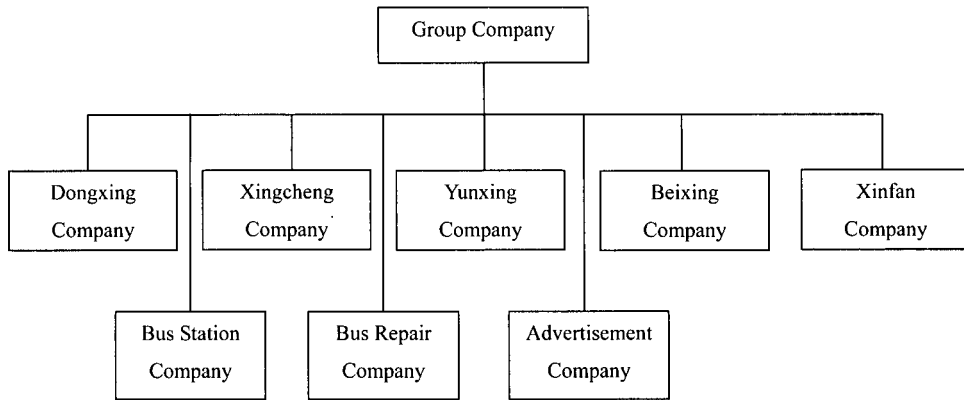 Group Company
Dongxing
Company
Xingcheng
Company
Yunxing
Company
Beixing
Company
Xinfan
Company
Bus Station
Company
Bus Repair
Company
Advertisement
Company